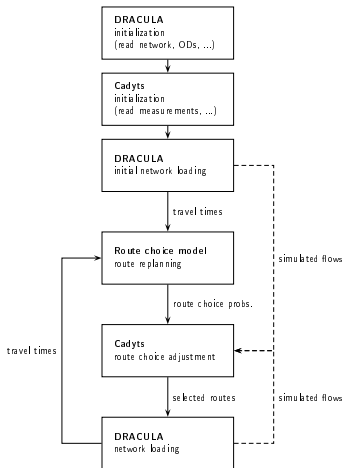 DRACULA
initialization
(read network, ODs, ...)
Cadyts
initialization
(read measurements, ...)
DRACULA
initial network loading
travel times
Route choice model
route replanning
simulated flows
route choice probs.
Cadyts
route choice adjustment
travel times
selected routes
simulated flows
DRACULA
network loading